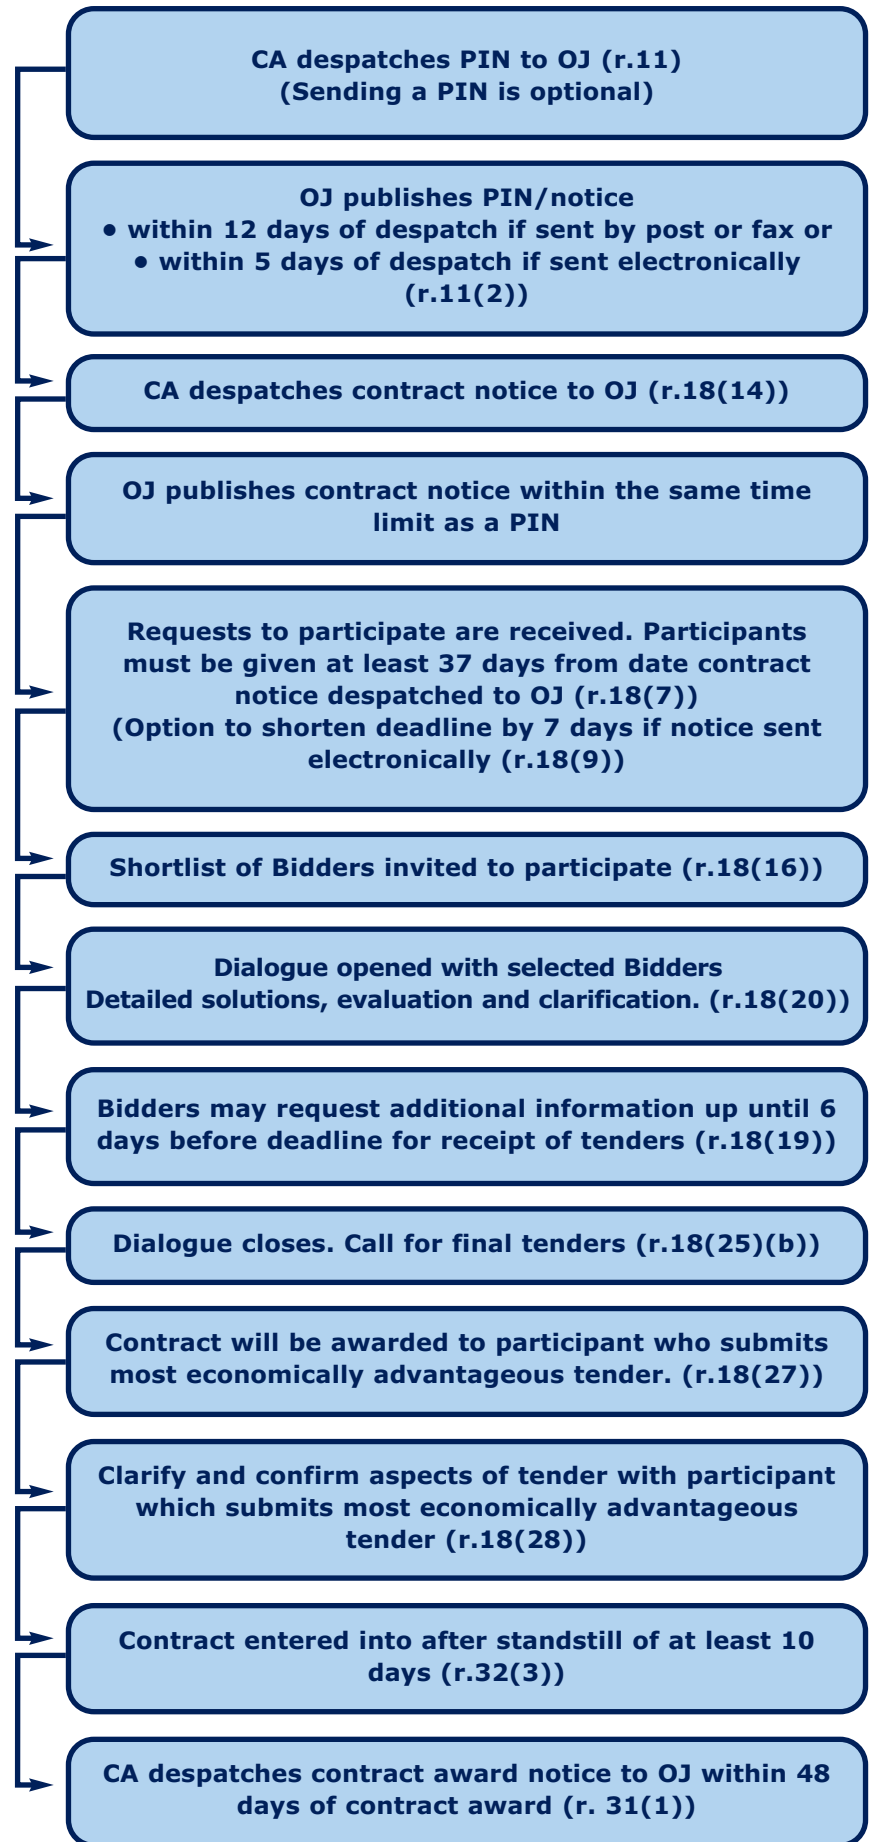 CA despatches PIN to OJ (r.11)
(Sending a PIN is optional)
OJ publishes PIN/notice
• within 12 days of despatch if sent by post or fax or
• within 5 days of despatch if sent electronically
(r.11(2))
CA despatches contract notice to OJ (r.18(14))
OJ publishes contract notice within the same time
limit as a PIN
Requests to participate are received. Participants
must be given at least 37 days from date contract
notice despatched to OJ (r.18(7))
(Option to shorten deadline by 7 days if notice sent
electronically (r.18(9))
Shortlist of Bidders invited to participate (r.18(16))
Dialogue opened with selected Bidders
Detailed solutions, evaluation and clarification. (r.18(20))
Bidders may request additional information up until 6
days before deadline for receipt of tenders (r.18(19))
Dialogue closes. Call for final tenders (r.18(25)(b))
Contract will be awarded to participant who submits
most economically advantageous tender. (r.18(27))
Clarify and confirm aspects of tender with participant
which submits most economically advantageous
tender (r.18(28))
Contract entered into after standstill of at least 10
days (r.32(3))
CA despatches contract award notice to OJ within 48
days of contract award (r. 31(1))